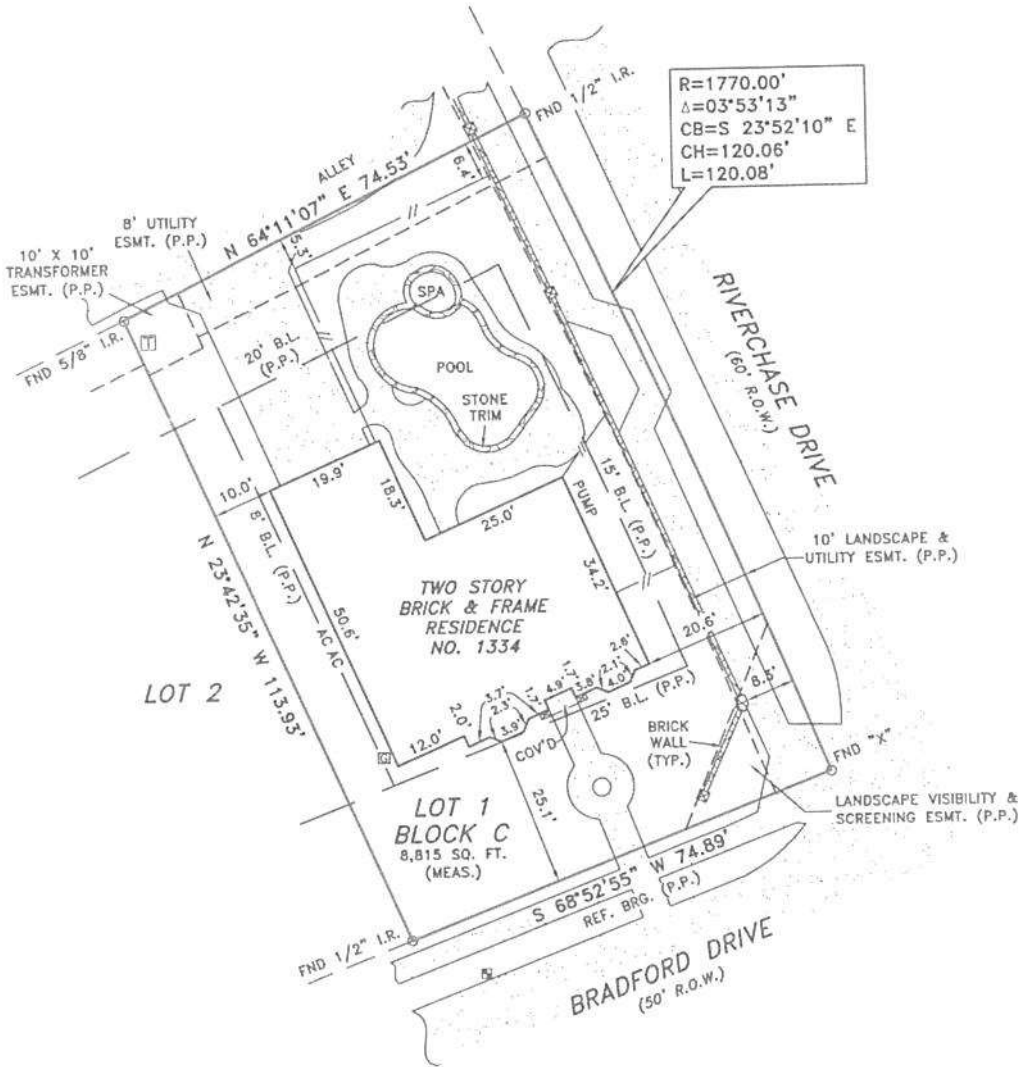 R=1770.00'
Δ=03°53'13"
CB=S 23°52'10" E
CH=120.06'
L=120.08'
FND 1/2" I.R.
ALLEY
N 64°11'07" E 74.53'
6.4'
8' UTILITY
ESMT. (P.P.)
5.3'
10' X 10'
TRANSFORMER
ESMT. (P.P.)
FND 5/8" I.R.
T
20' B.L.
(P.P.)
SPA
POOL
STONE
TRIM
RIVERCHASE DRIVE
(60' R.O.W.)
10.0'
19.9'
18.3'
25.0'
PUMP
15' B.L. (P.P.)
8' B.L. (P.P.)
34.2'
10' LANDSCAPE &
UTILITY ESMT. (P.P.)
N 23°42'35" W 113.93'
50.6'
AC AC
TWO STORY
BRICK & FRAME
RESIDENCE
NO. 1334
20.6'
8.5'
LOT 2
2.0'
3.7'
2.3'
3.9'
1.7'
4.9'
1.7'
3.8'
2.1'
4.0'
2.6'
12.0'
G
COV'D
25' B.L. (P.P.)
BRICK
WALL
(TYP.)
FND "X"
25.1'
LOT 1
BLOCK C
8,815 SQ. FT.
(MEAS.)
LANDSCAPE VISIBILITY &
SCREENING ESMT. (P.P.)
S 68°52'55" W 74.89'
REF. BRG. (P.P.)
FND 1/2" I.R.
BRADFORD DRIVE
(50' R.O.W.)